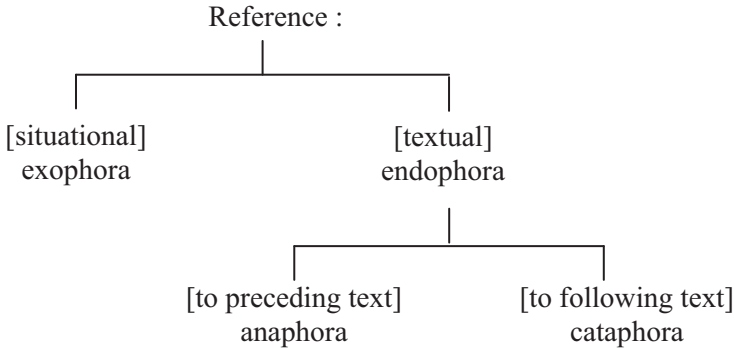 Reference :
[situational]
exophora
[textual]
endophora
[to preceding text]
anaphora
[to following text]
cataphora